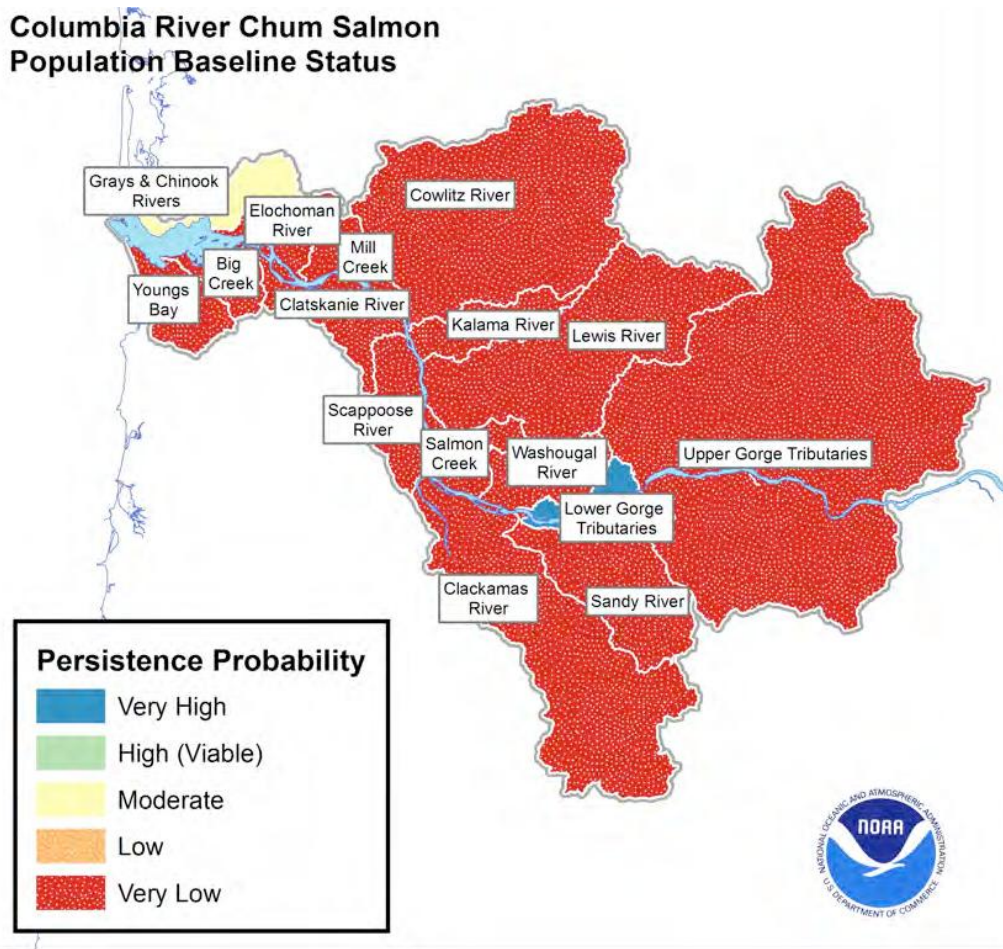 Columbia River Chum Salmon
Population Baseline Status
Grays & Chinook
Rivers
Elochoman
River
Cowlitz River
Mill
Creek
Big
Creek
Youngs
Bay
Clatskanie River
Kalama River
Lewis River
Scappoose
River
Salmon
Creek
Washougal
River
Upper Gorge Tributaries
Lower Gorge
Tributaries
Clackamas
River
Sandy River
Persistence Probability
Very High
High (Viable)
Moderate
Low
Very Low
NATIONAL OCEANIC AND ATMOSPHERIC ADMINISTRATION
NOAA
U.S. DEPARTMENT OF COMMERCE